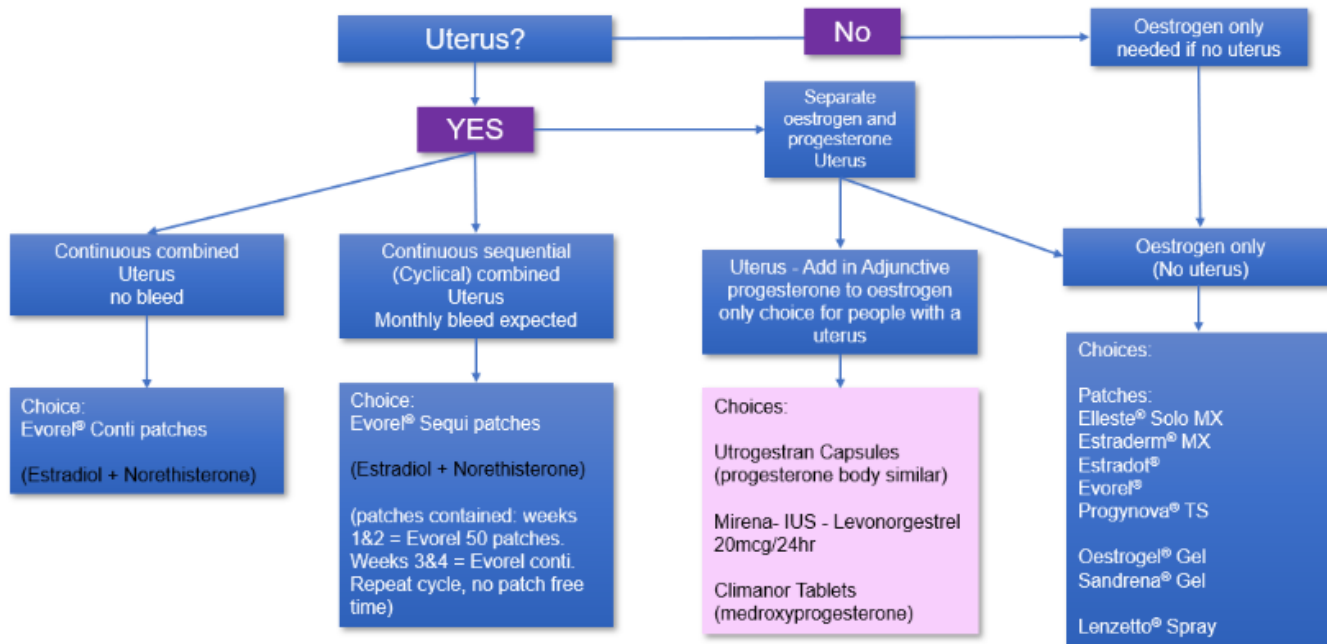 Uterus?
No
Oestrogen only
needed if no uterus
YES
Separate
oestrogen and
progesterone
Uterus
Continuous combined
Uterus
no bleed
Continuous sequential
(Cyclical) combined
Uterus
Monthly bleed expected
Uterus - Add in Adjunctive
progesterone to oestrogen
only choice for people with a
uterus
Oestrogen only
(No uterus)
Choice:
Evorel® Conti patches
(Estradiol + Norethisterone)
Choice:
Evorel® Sequi patches
(Estradiol + Norethisterone)
(patches contained: weeks
1&2 = Evorel 50 patches.
Weeks 3&4 = Evorel conti.
Repeat cycle, no patch free
time)
Choices:
Utrogestran Capsules
(progesterone body similar)
Mirena- IUS - Levonorgestrel
20mcg/24hr
Climanor Tablets
(medroxyprogesterone)
Choices:
Patches:
Elleste® Solo MX
Estraderm® MX
Estradot®
Evorel®
Progynova® TS
Oestrogel® Gel
Sandrena® Gel
Lenzetto® Spray